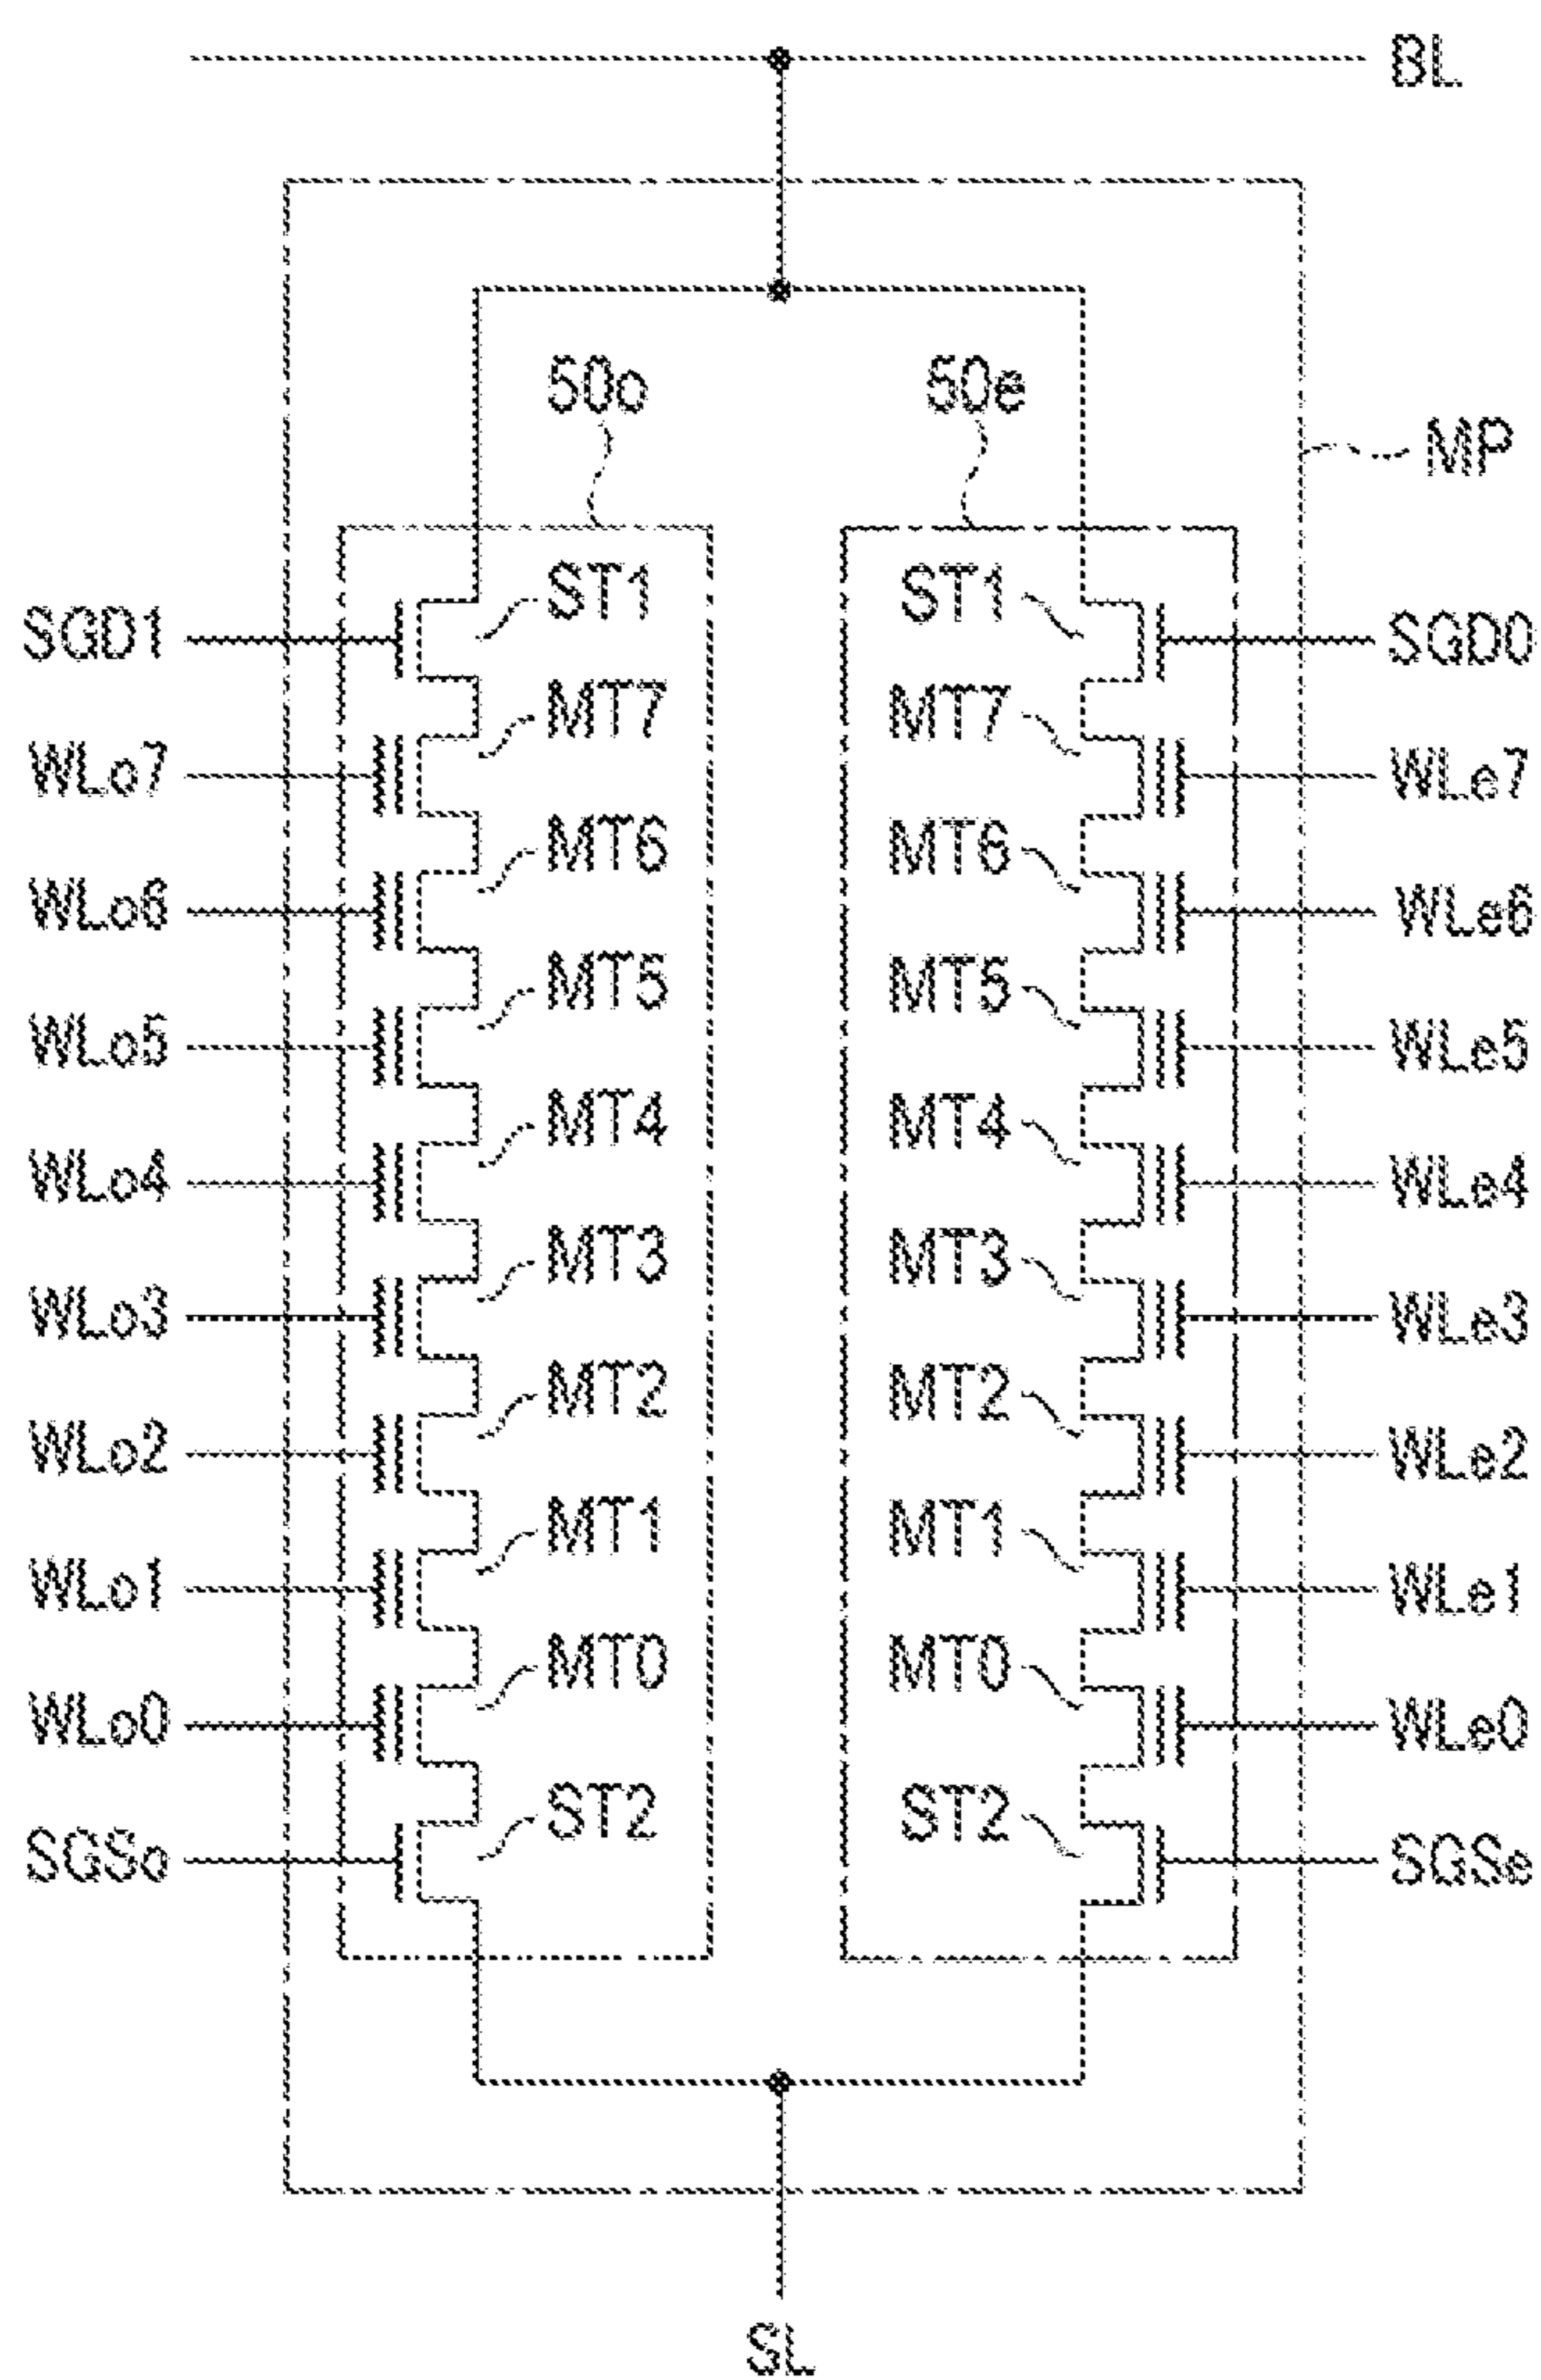 BL
50o 50e
MP
SGD1 ST1 ST1 SGD0
MT7 MT7
WLo7 WLe7
MT6 MT6
WLo6 WLe6
MT5 MT5
WLo5 WLe5
MT4 MT4
WLo4 WLe4
MT3 MT3
WLo3 WLe3
MT2 MT2
WLo2 WLe2
MT1 MT1
WLo1 WLe1
MT0 MT0
WLo0 WLe0
ST2 ST2
SGSo SGSe
SL